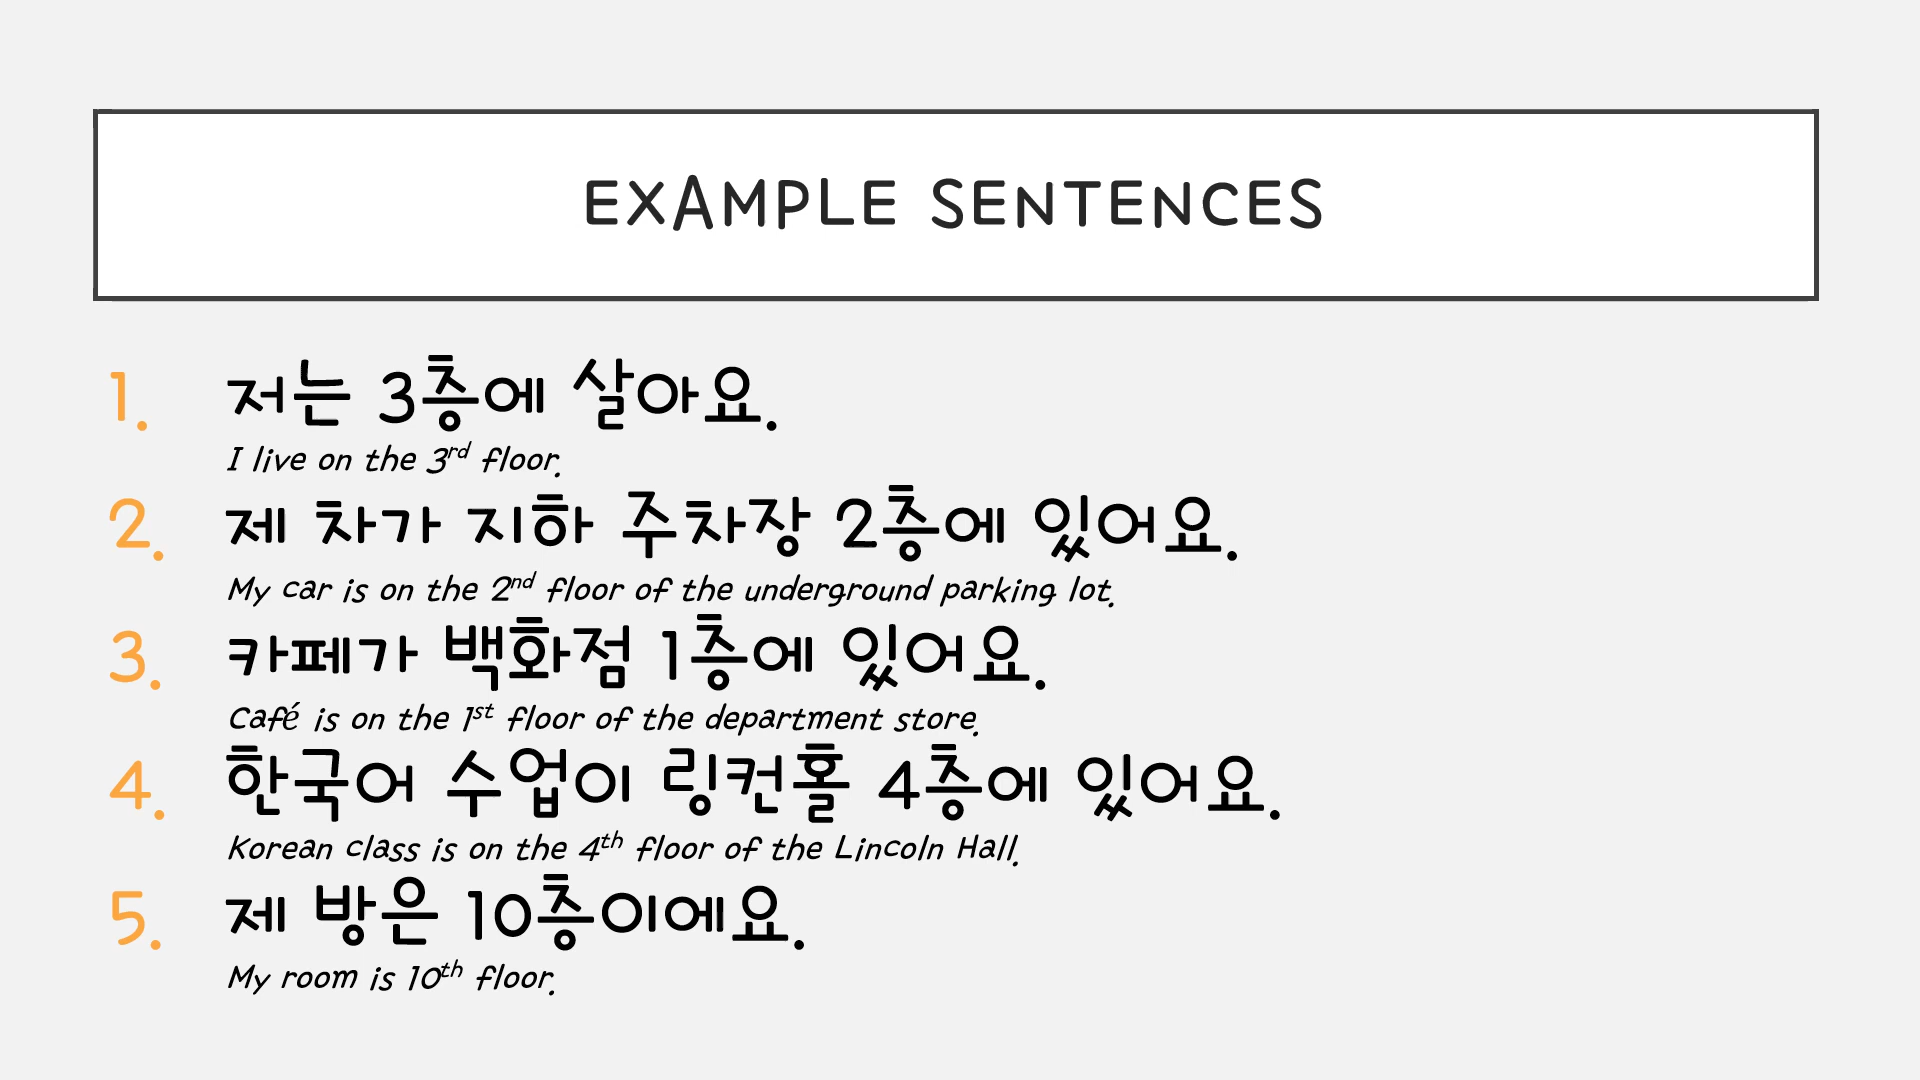 EXAMPLE SENTENCES
1. 저는 3층에 살아요.
I live on the 3rd floor.
2. 제 차가 지하 주차장 2층에 있어요.
My car is on the 2nd floor of the underground parking lot.
3. 카페가 백화점 1층에 있어요.
Café is on the 1st floor of the department store.
4. 한국어 수업이 링컨홀 4층에 있어요.
Korean class is on the 4th floor of the Lincoln Hall.
5. 제 방은 10층이에요.
My room is 10th floor.